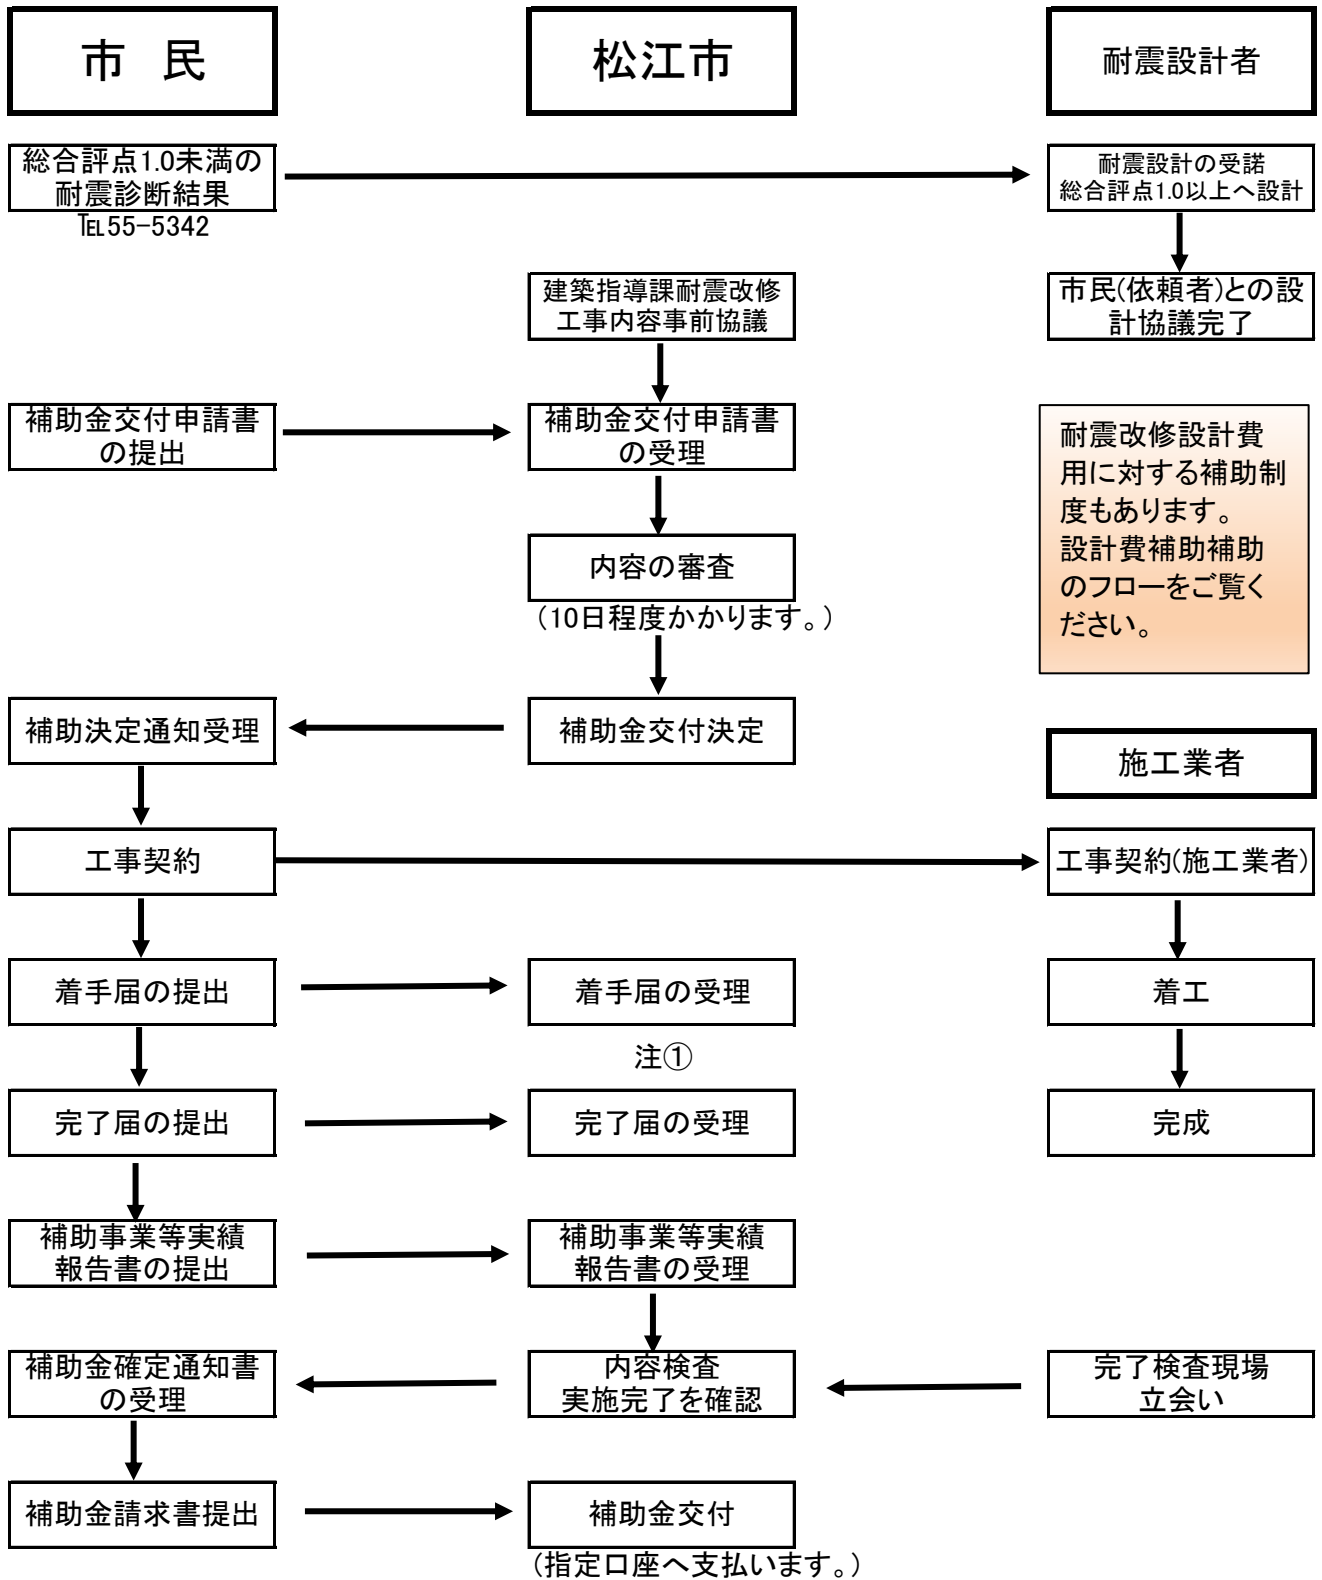 市　民
松江市
耐震設計者
総合評点1.0未満の
耐震診断結果
℡55-5342
耐震設計の受諾
総合評点1.0以上へ設計
建築指導課耐震改修
工事内容事前協議
市民(依頼者)との設
計協議完了
補助金交付申請書
の提出
補助金交付申請書
の受理
耐震改修設計費
用に対する補助制
度もあります。
設計費補助補助
のフローをご覧く
ださい。
内容の審査
(10日程度かかります。)
補助決定通知受理
補助金交付決定
施工業者
工事契約
工事契約(施工業者)
着手届の提出
着手届の受理
着工
注①
完了届の提出
完了届の受理
完成
補助事業等実績
報告書の提出
補助事業等実績
報告書の受理
補助金確定通知書
の受理
内容検査
実施完了を確認
完了検査現場
立会い
補助金請求書提出
補助金交付
(指定口座へ支払います。)